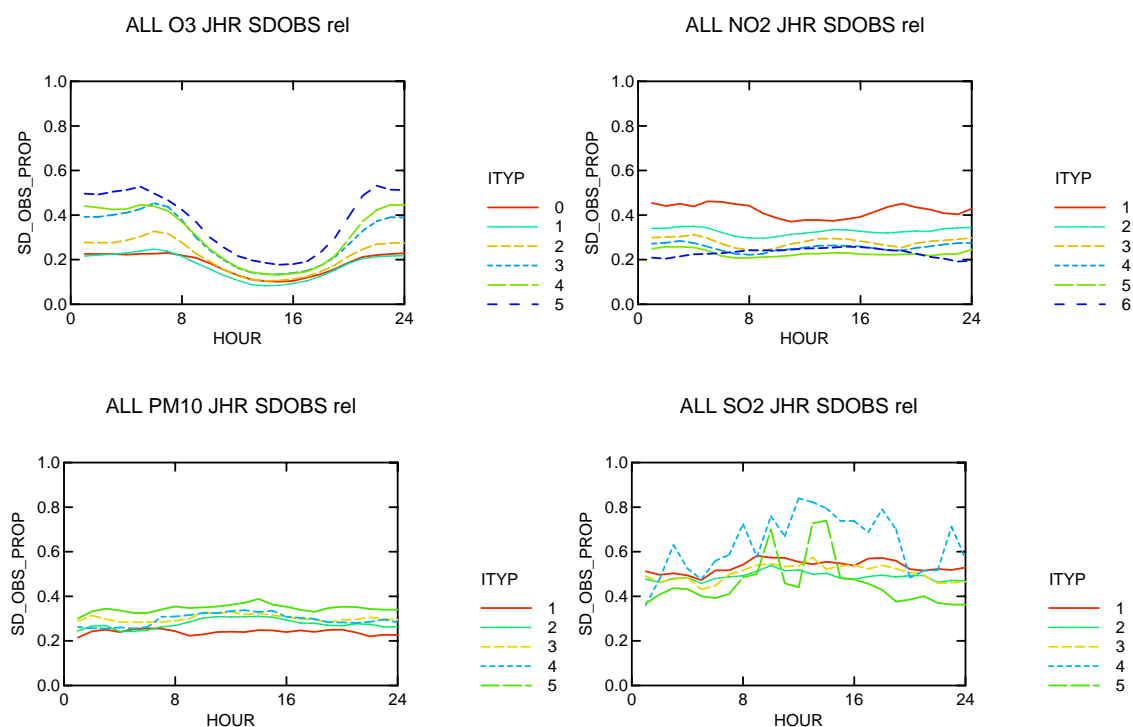 ALL O3 JHR SDOBS rel
1.0
0.8
0.6
0.4
0.2
0.0
SD_OBS_PROP
0 8 16 24
HOUR
ITYP
0
1
2
3
4
5
ALL NO2 JHR SDOBS rel
1.0
0.8
0.6
0.4
0.2
0.0
SD_OBS_PROP
0 8 16 24
HOUR
ITYP
1
2
3
4
5
6
ALL PM10 JHR SDOBS rel
1.0
0.8
0.6
0.4
0.2
0.0
SD_OBS_PROP
0 8 16 24
HOUR
ITYP
1
2
3
4
5
ALL SO2 JHR SDOBS rel
1.0
0.8
0.6
0.4
0.2
0.0
SD_OBS_PROP
0 8 16 24
HOUR
ITYP
1
2
3
4
5